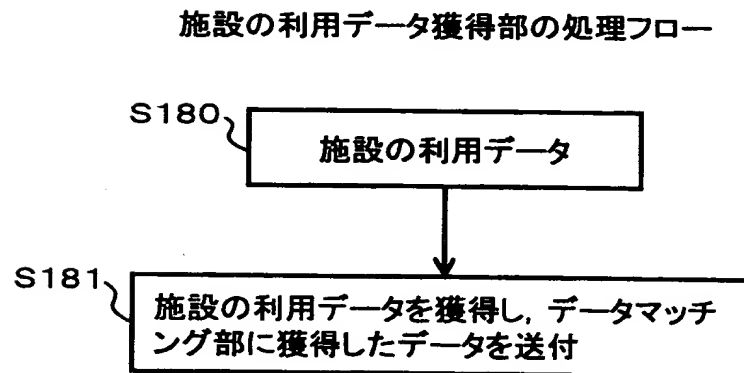 施設の利用データ獲得部の処理フロー
S180
施設の利用データ
S181
施設の利用データを獲得し，データマッチ
ング部に獲得したデータを送付